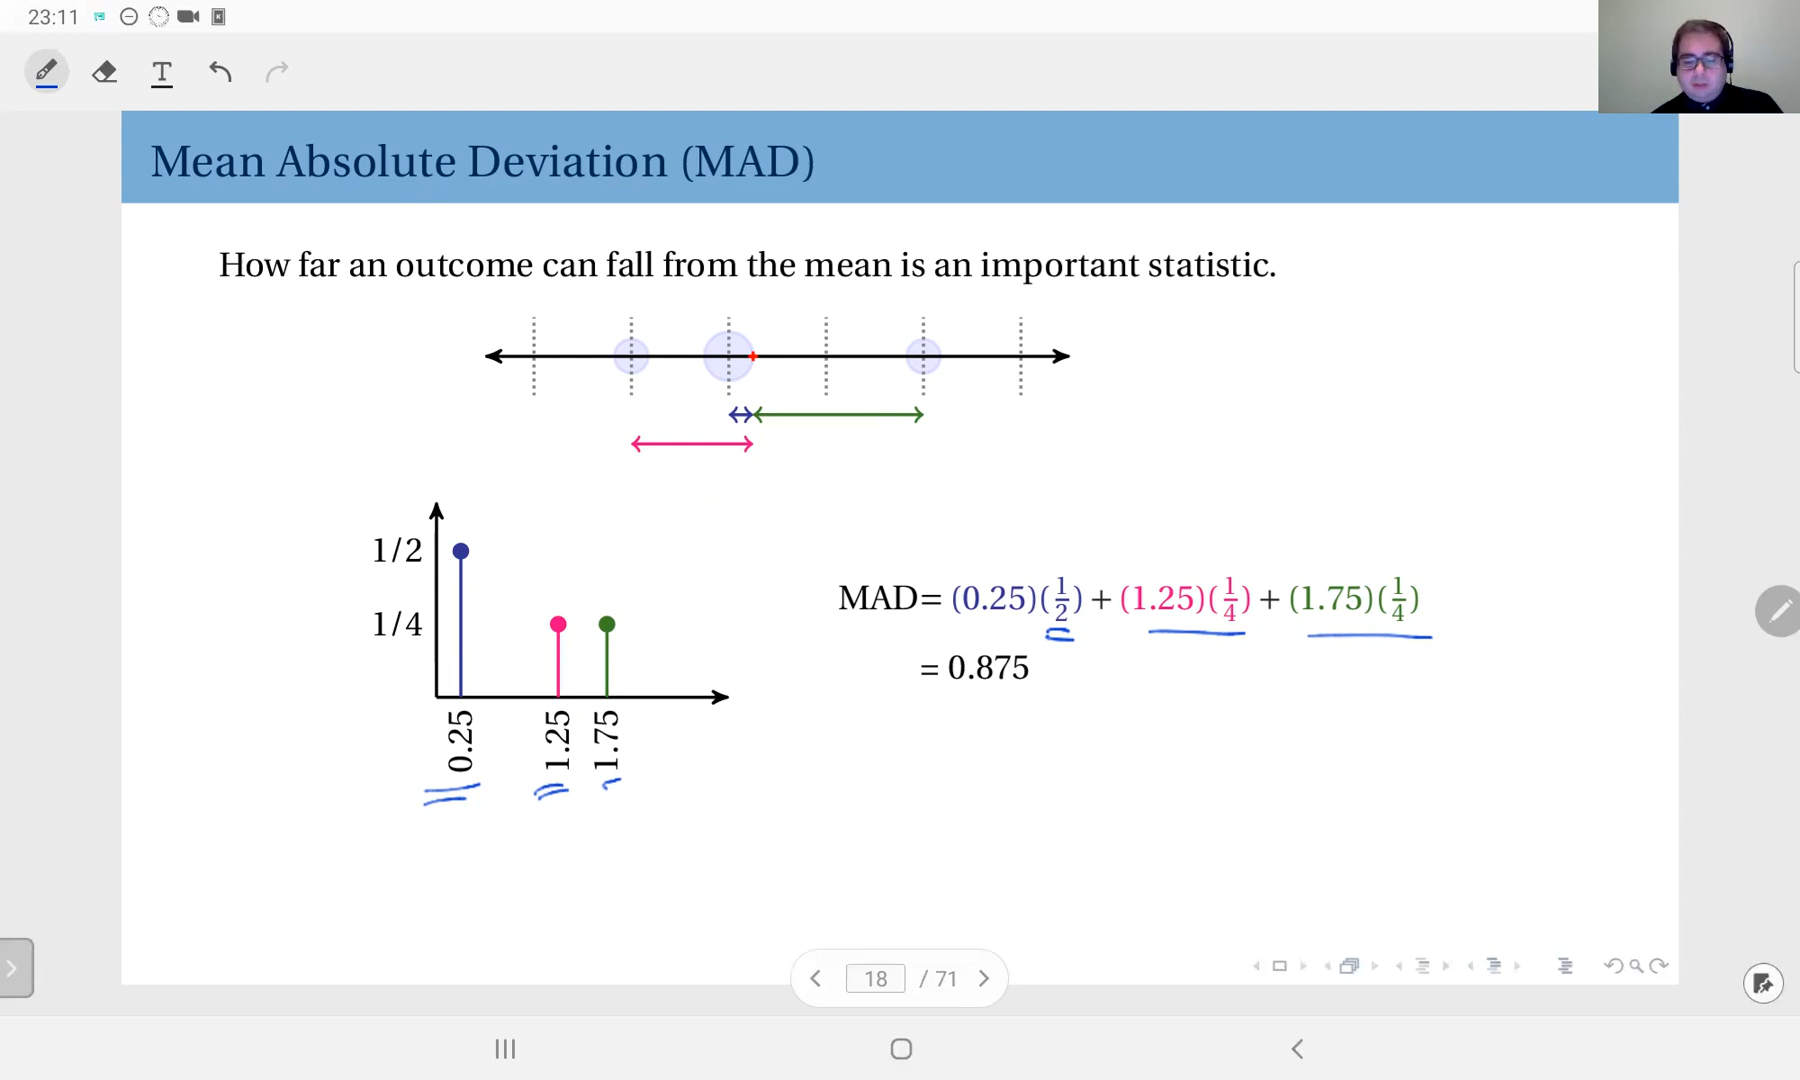 23:11
T
Mean Absolute Deviation (MAD)
How far an outcome can fall from the mean is an important statistic.
1/2
1/4
0.25
1.25
1.75
MAD= (0.25)(1/2) + (1.25)(1/4) + (1.75)(1/4)
= 0.875
18 / 71